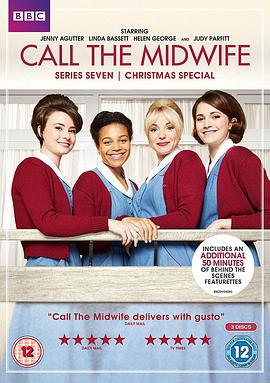 BBC
STARRING
JENNY AGUTTER LINDA BASSETT HELEN GEORGE AND JUDY PARFITT
CALL THE MIDWIFE
SERIES SEVEN | CHRISTMAS SPECIAL
INCLUDES AN
ADDITIONAL
50 MINUTES
OF BEHIND THE
SCENES
FEATURETTES
BBCDVD4250
"Call The Midwife delivers with gusto"
DAILY MAIL
★★★★★ ★★★★★
DAILY MAIL TV TIMES
3 DISCS
12 12